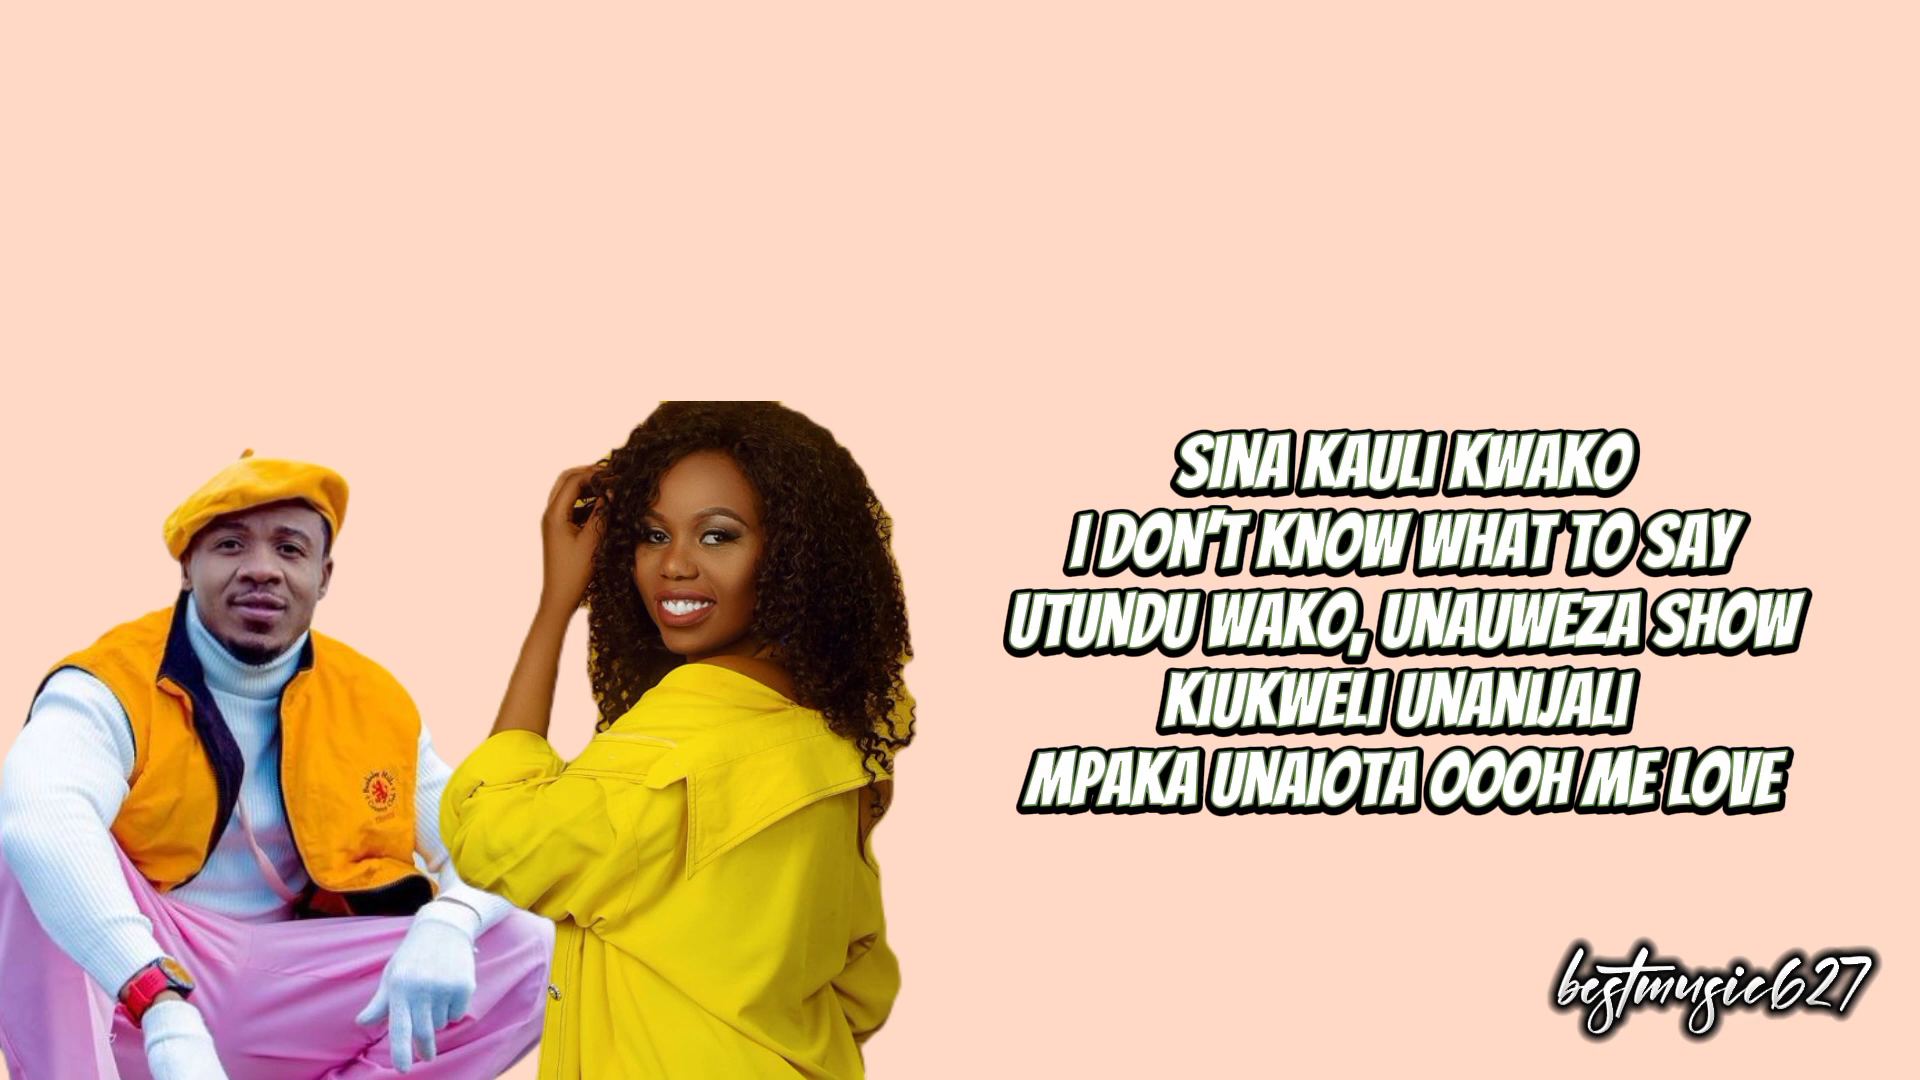 SINA KAULI KWAKO
I DON'T KNOW WHAT TO SAY
UTUNDU WAKO, UNAUWEZA SHOW
KIUKWELI UNANIJALI
MPAKA UNAIOTA OOOH ME LOVE
bestmusic627